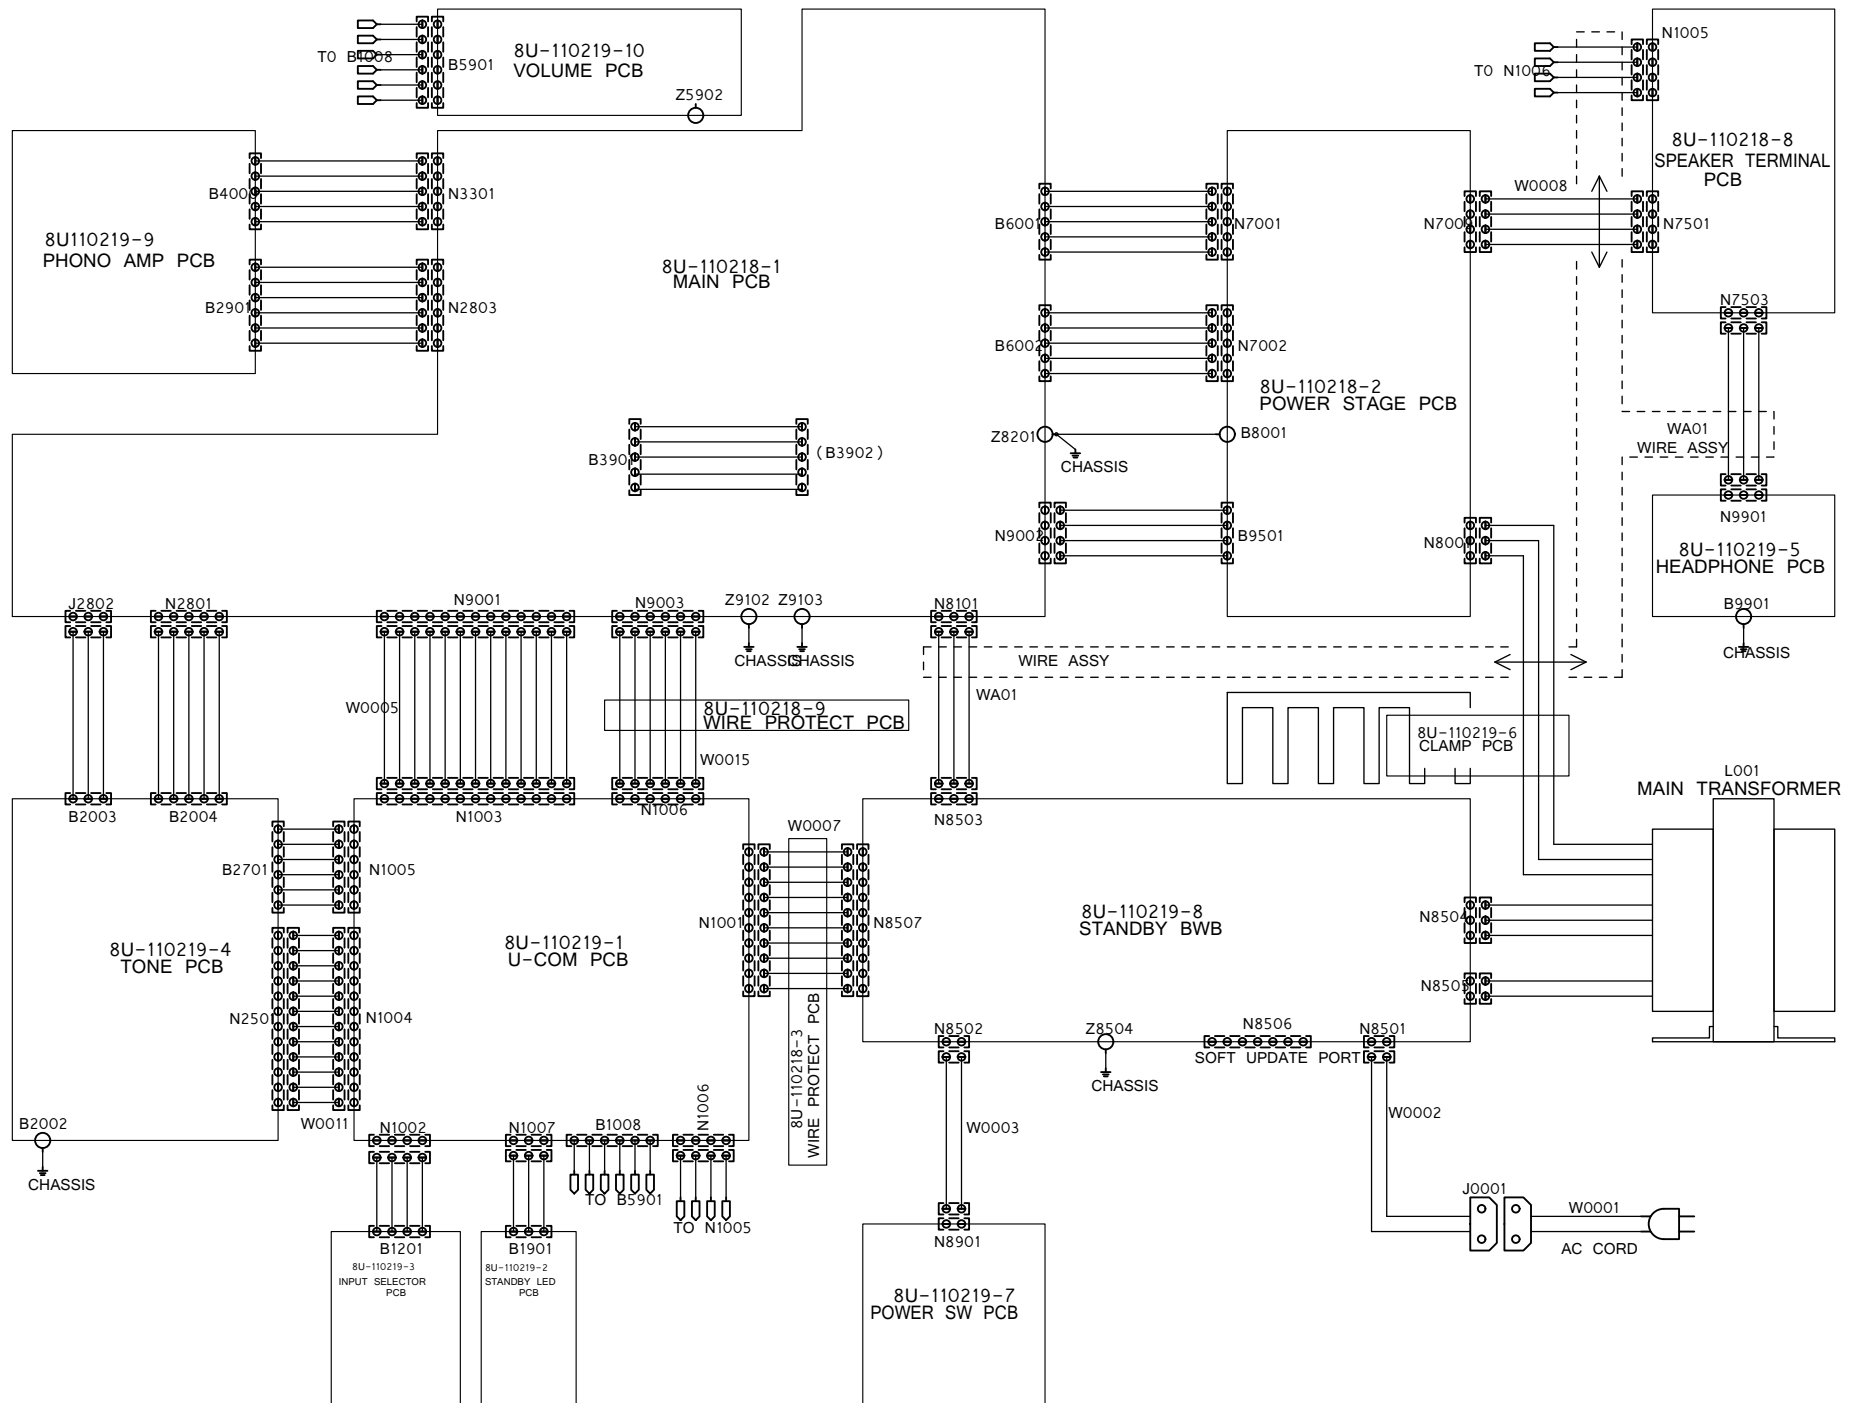 8U-110219-10
VOLUME PCB
TO B1008
B5901
Z5902
N1005
TO N1006
8U-110218-8
SPEAKER TERMINAL
PCB
W0008
B4000
N3301
B6001
N7001
N7501
8U110219-9
PHONO AMP PCB
8U-110218-1
MAIN PCB
B2901
N2803
N7503
B6002
N7002
8U-110218-2
POWER STAGE PCB
Z8201
B8001
CHASSIS
WA01
WIRE ASSY
(B3902)
N9901
N9002
B9501
8U-110219-5
HEADPHONE PCB
J2802
N2801
N9001
N9003
Z9102
Z9103
N8101
B9901
CHASSIS
CHASSIS
CHASSIS
WIRE ASSY
WA01
W0005
8U-110218-9
WIRE PROTECT PCB
W0015
8U-110219-6
CLAMP PCB
L001
MAIN TRANSFORMER
B2003
B2004
N1003
N1006
N8503
W0007
B2701
N1005
N1001
N8507
8U-110219-8
STANDBY BWB
N8504
8U-110219-4
TONE PCB
8U-110219-1
U-COM PCB
N8505
N2501
N1004
8U-110218-3
WIRE PROTECT PCB
N8502
Z8504
N8506
N8501
SOFT UPDATE PORT
CHASSIS
B2002
W0011
N1002
N1007
B1008
N1006
W0003
W0002
CHASSIS
TO B5901
TO N1005
J0001
W0001
AC CORD
B1201
B1901
N8901
8U-110219-3
INPUT SELECTOR
PCB
8U-110219-2
STANDBY LED
PCB
8U-110219-7
POWER SW PCB